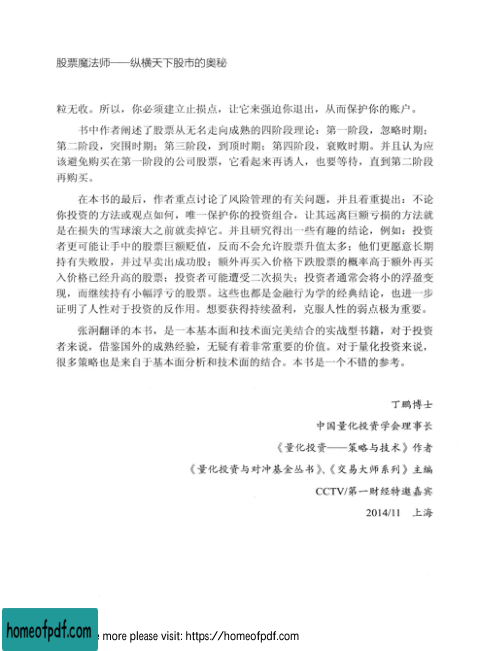 股票魔法师——纵横天下股市的奥秘
粒无收。所以，你必须建立止损点，让它来强迫你退出，从而保护你的账户。
书中作者阐述了股票从无名走向成熟的四阶段理论：第一阶段，忽略时期；
第二阶段，突围时期；第三阶段，到顶时期；第四阶段，衰败时期。并且认为应
该避免购买在第一阶段的公司股票，它看起来再诱人，也要等待，直到第二阶段
再购买。
在本书的最后，作者重点讨论了风险管理的有关问题，并且着重提出：不论
你投资的方法或观点如何，唯一保护你的投资组合，让其远离巨额亏损的方法就
是在损失的雪球滚大之前就卖掉它。并且研究得出一些有趣的结论，例如：投资
者更可能让手中的股票巨额贬值，反而不会允许股票升值太多；他们更愿意长期
持有失败股，并过早卖出成功股；额外再买入价格下跌股票的概率高于额外再买
入价格已经升高的股票；投资者可能遭受二次损失；投资者通常会将小的浮盈变
现，而继续持有小幅浮亏的股票。这些也都是金融行为学的经典结论，也进一步
证明了人性对于投资的反作用。想要获得持续盈利，克服人性的弱点极为重要。
张泂翻译的本书，是一本基本面和技术面完美结合的实战型书籍，对于投资
者来说，借鉴国外的成熟经验，无疑有着非常重要的价值。对于量化投资来说，
很多策略也是来自于基本面分析和技术面的结合。本书是一个不错的参考。
丁鹏博士
中国量化投资学会理事长
《量化投资——策略与技术》作者
《量化投资与对冲基金丛书》、《交易大师系列》主编
CCTV/第一财经特邀嘉宾
2014/11　上海
homeofpdf.com
more please visit: https://homeofpdf.com